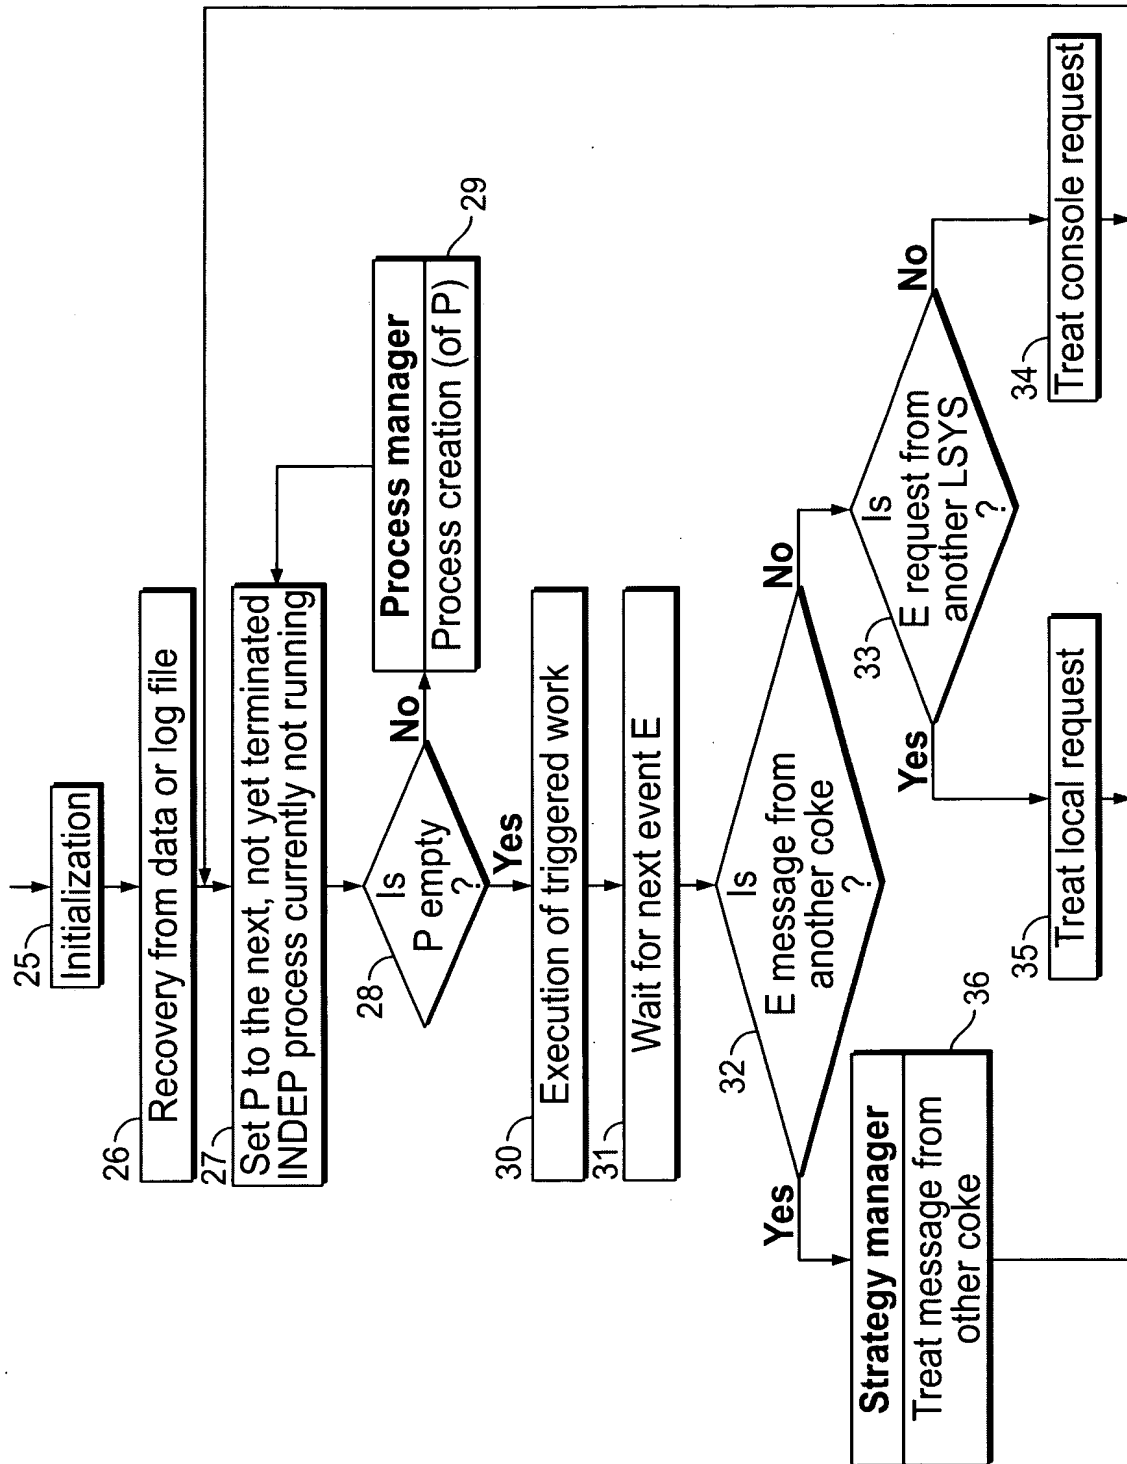 25
Initialization
26
Recovery from data or log file
27
Set P to the next, not yet terminated
INDEP process currently not running
28
Is
P empty
?
No
Yes
Process manager
Process creation (of P)
29
30
Execution of triggered work
31
Wait for next event E
32
Is
E message from
another coke
?
Yes
No
Strategy manager
Treat message from
other coke
36
33
Is
E request from
another LSYS
?
Yes
No
35
Treat local request
34
Treat console request